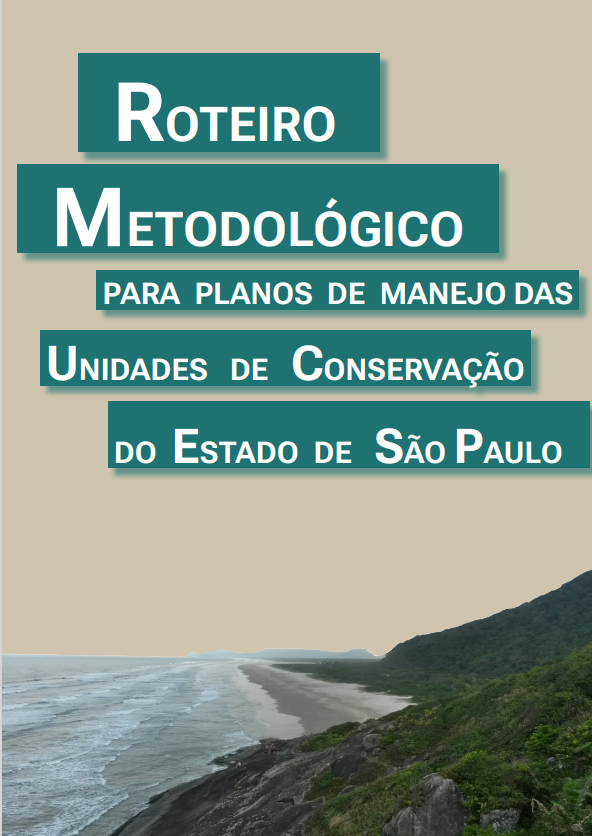 ROTEIRO
METODOLÓGICO
PARA PLANOS DE MANEJO DAS
UNIDADES DE CONSERVAÇÃO
DO ESTADO DE SÃO PAULO